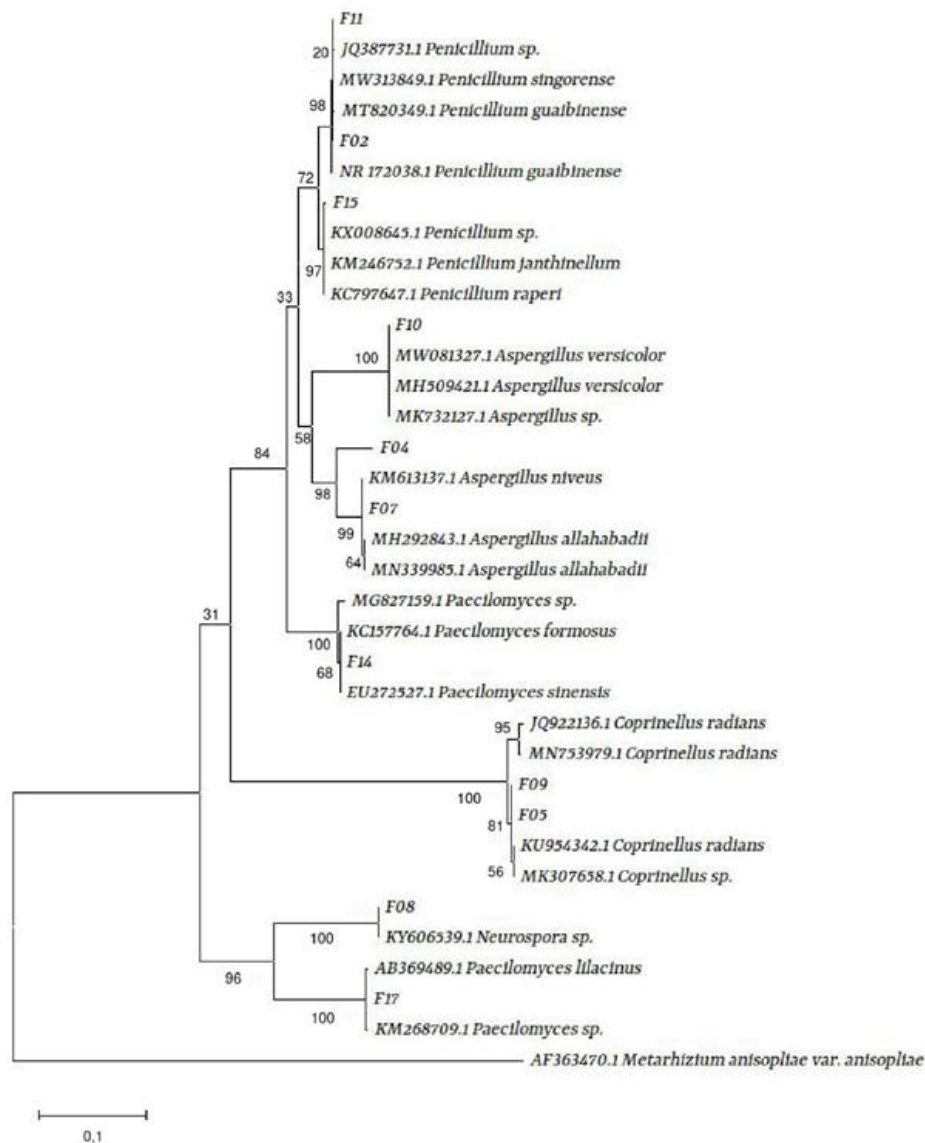 F11
20
JQ387731.1 Penicillium sp.
MW313849.1 Penicillium singorense
98
MT820349.1 Penicillium guaibinense
F02
NR 172038.1 Penicillium guaibinense
72
F15
KX008645.1 Penicillium sp.
KM246752.1 Penicillium janthinellum
97
KC797647.1 Penicillium raperi
33
F10
100
MW081327.1 Aspergillus versicolor
MH509421.1 Aspergillus versicolor
MK732127.1 Aspergillus sp.
58
F04
84
KM613137.1 Aspergillus niveus
98
F07
99
MH292843.1 Aspergillus allahabadii
64
MN339985.1 Aspergillus allahabadii
MG827159.1 Paecilomyces sp.
31
KC157764.1 Paecilomyces formosus
100
F14
68
EU272527.1 Paecilomyces sinensis
95
JQ922136.1 Coprinellus radians
MN753979.1 Coprinellus radians
F09
100
F05
81
KU954342.1 Coprinellus radians
56
MK307658.1 Coprinellus sp.
F08
100
KY606539.1 Neurospora sp.
AB369489.1 Paecilomyces lilacinus
96
F17
100
KM268709.1 Paecilomyces sp.
AF363470.1 Metarhizium anisopliae var. anisopliae
0,1